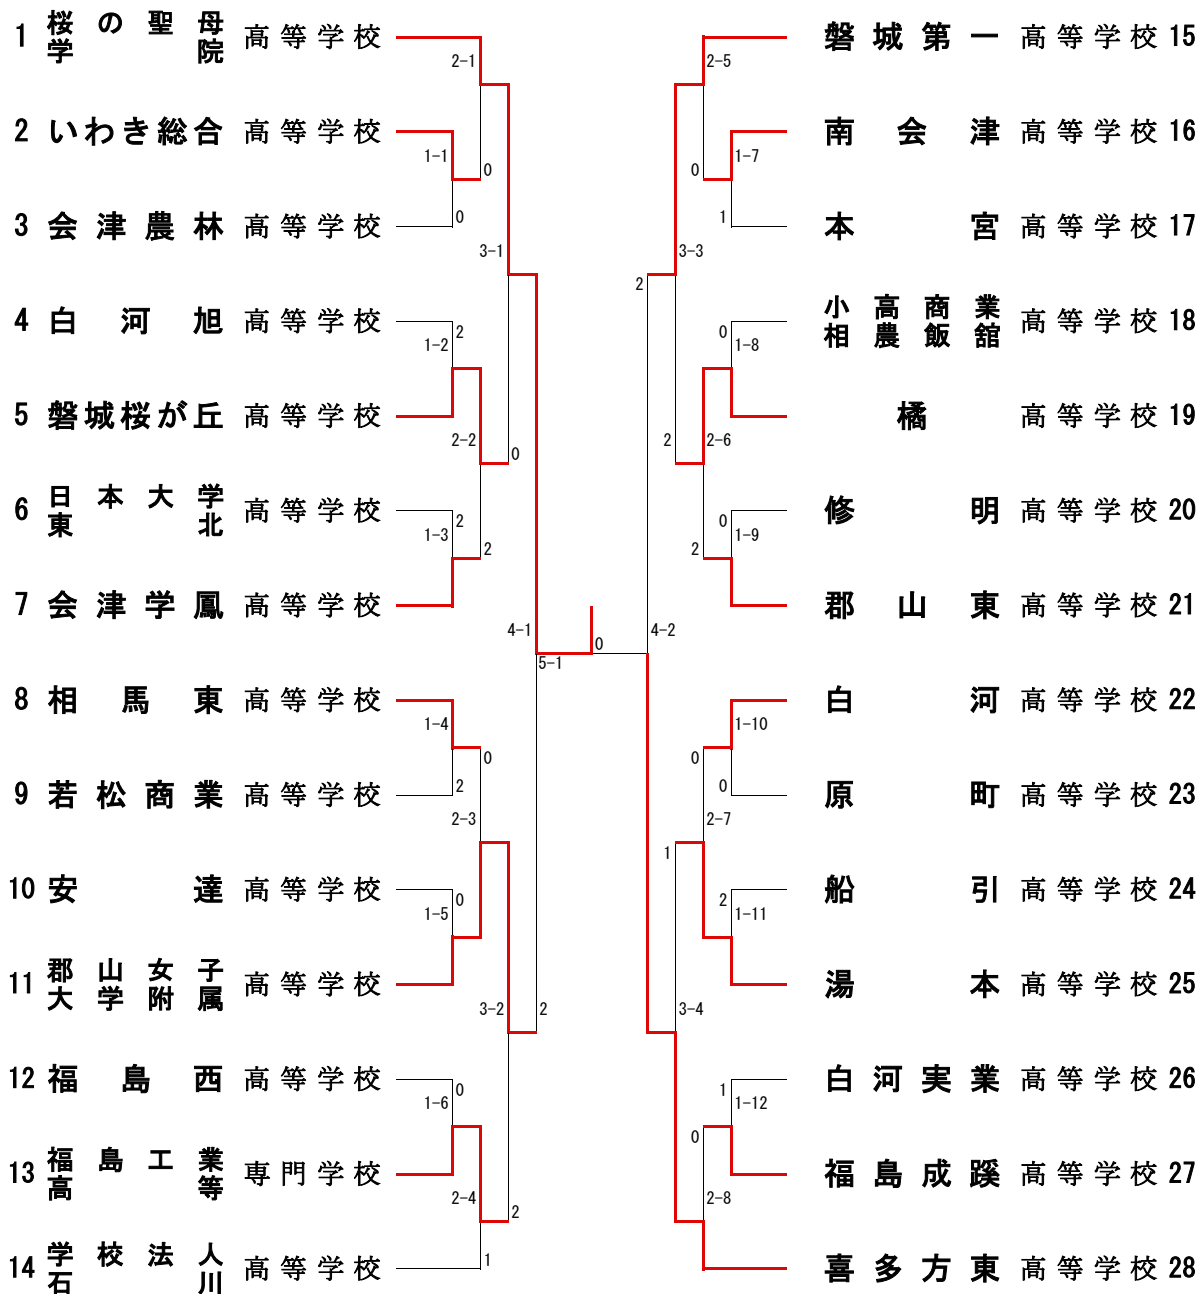 1 桜の聖母学院 高等学校
2-1
2 いわき総合 高等学校
1-1
0
3 会津農林 高等学校
0
3-1
4 白河旭 高等学校
2
1-2
5 磐城桜が丘 高等学校
2-2
0
6 日本大学東北 高等学校
2
1-3
2
7 会津学鳳 高等学校
4-1
5-1
0
8 相馬東 高等学校
1-4
0
9 若松商業 高等学校
2
2-3
10 安達 高等学校
0
1-5
11 郡山女子大学附属 高等学校
3-2
2
12 福島西 高等学校
0
1-6
13 福島工業高等 専門学校
2-4
2
14 学校法人石川 高等学校
1
磐城第一 高等学校 15
2-5
南会津 高等学校 16
1-7
0
本宮 高等学校 17
1
3-3
2
小高商業相農飯舘 高等学校 18
0
1-8
橘 高等学校 19
2
2-6
修明 高等学校 20
0
1-9
2
郡山東 高等学校 21
4-2
白河 高等学校 22
1-10
0
原町 高等学校 23
0
2-7
1
船引 高等学校 24
2
1-11
湯本 高等学校 25
3-4
白河実業 高等学校 26
1
1-12
0
福島成蹊 高等学校 27
2-8
喜多方東 高等学校 28